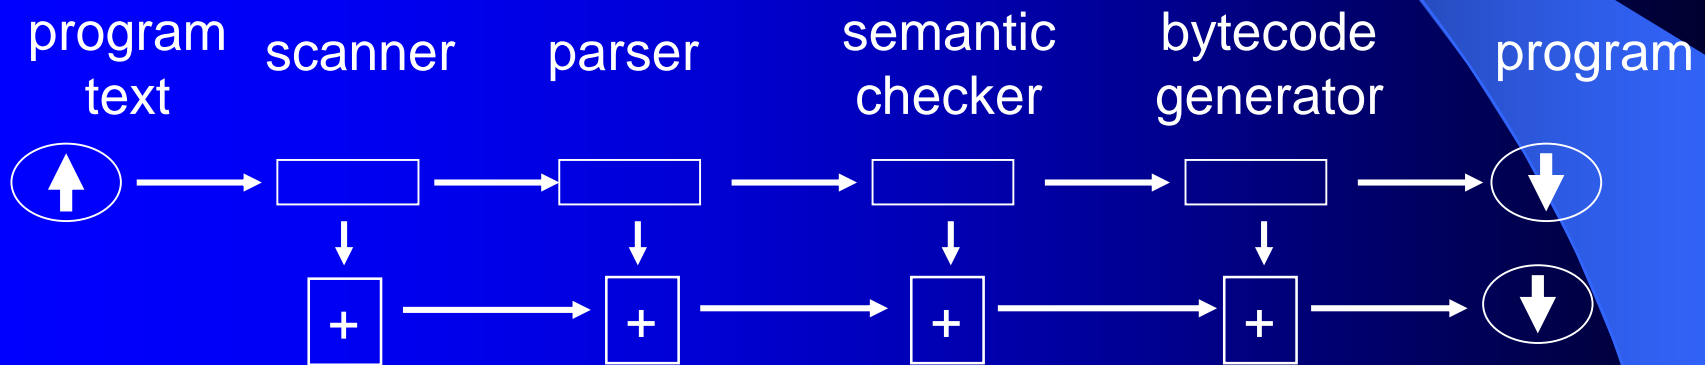 program
text
scanner
parser
semantic
checker
bytecode
generator
program
+
+
+
+